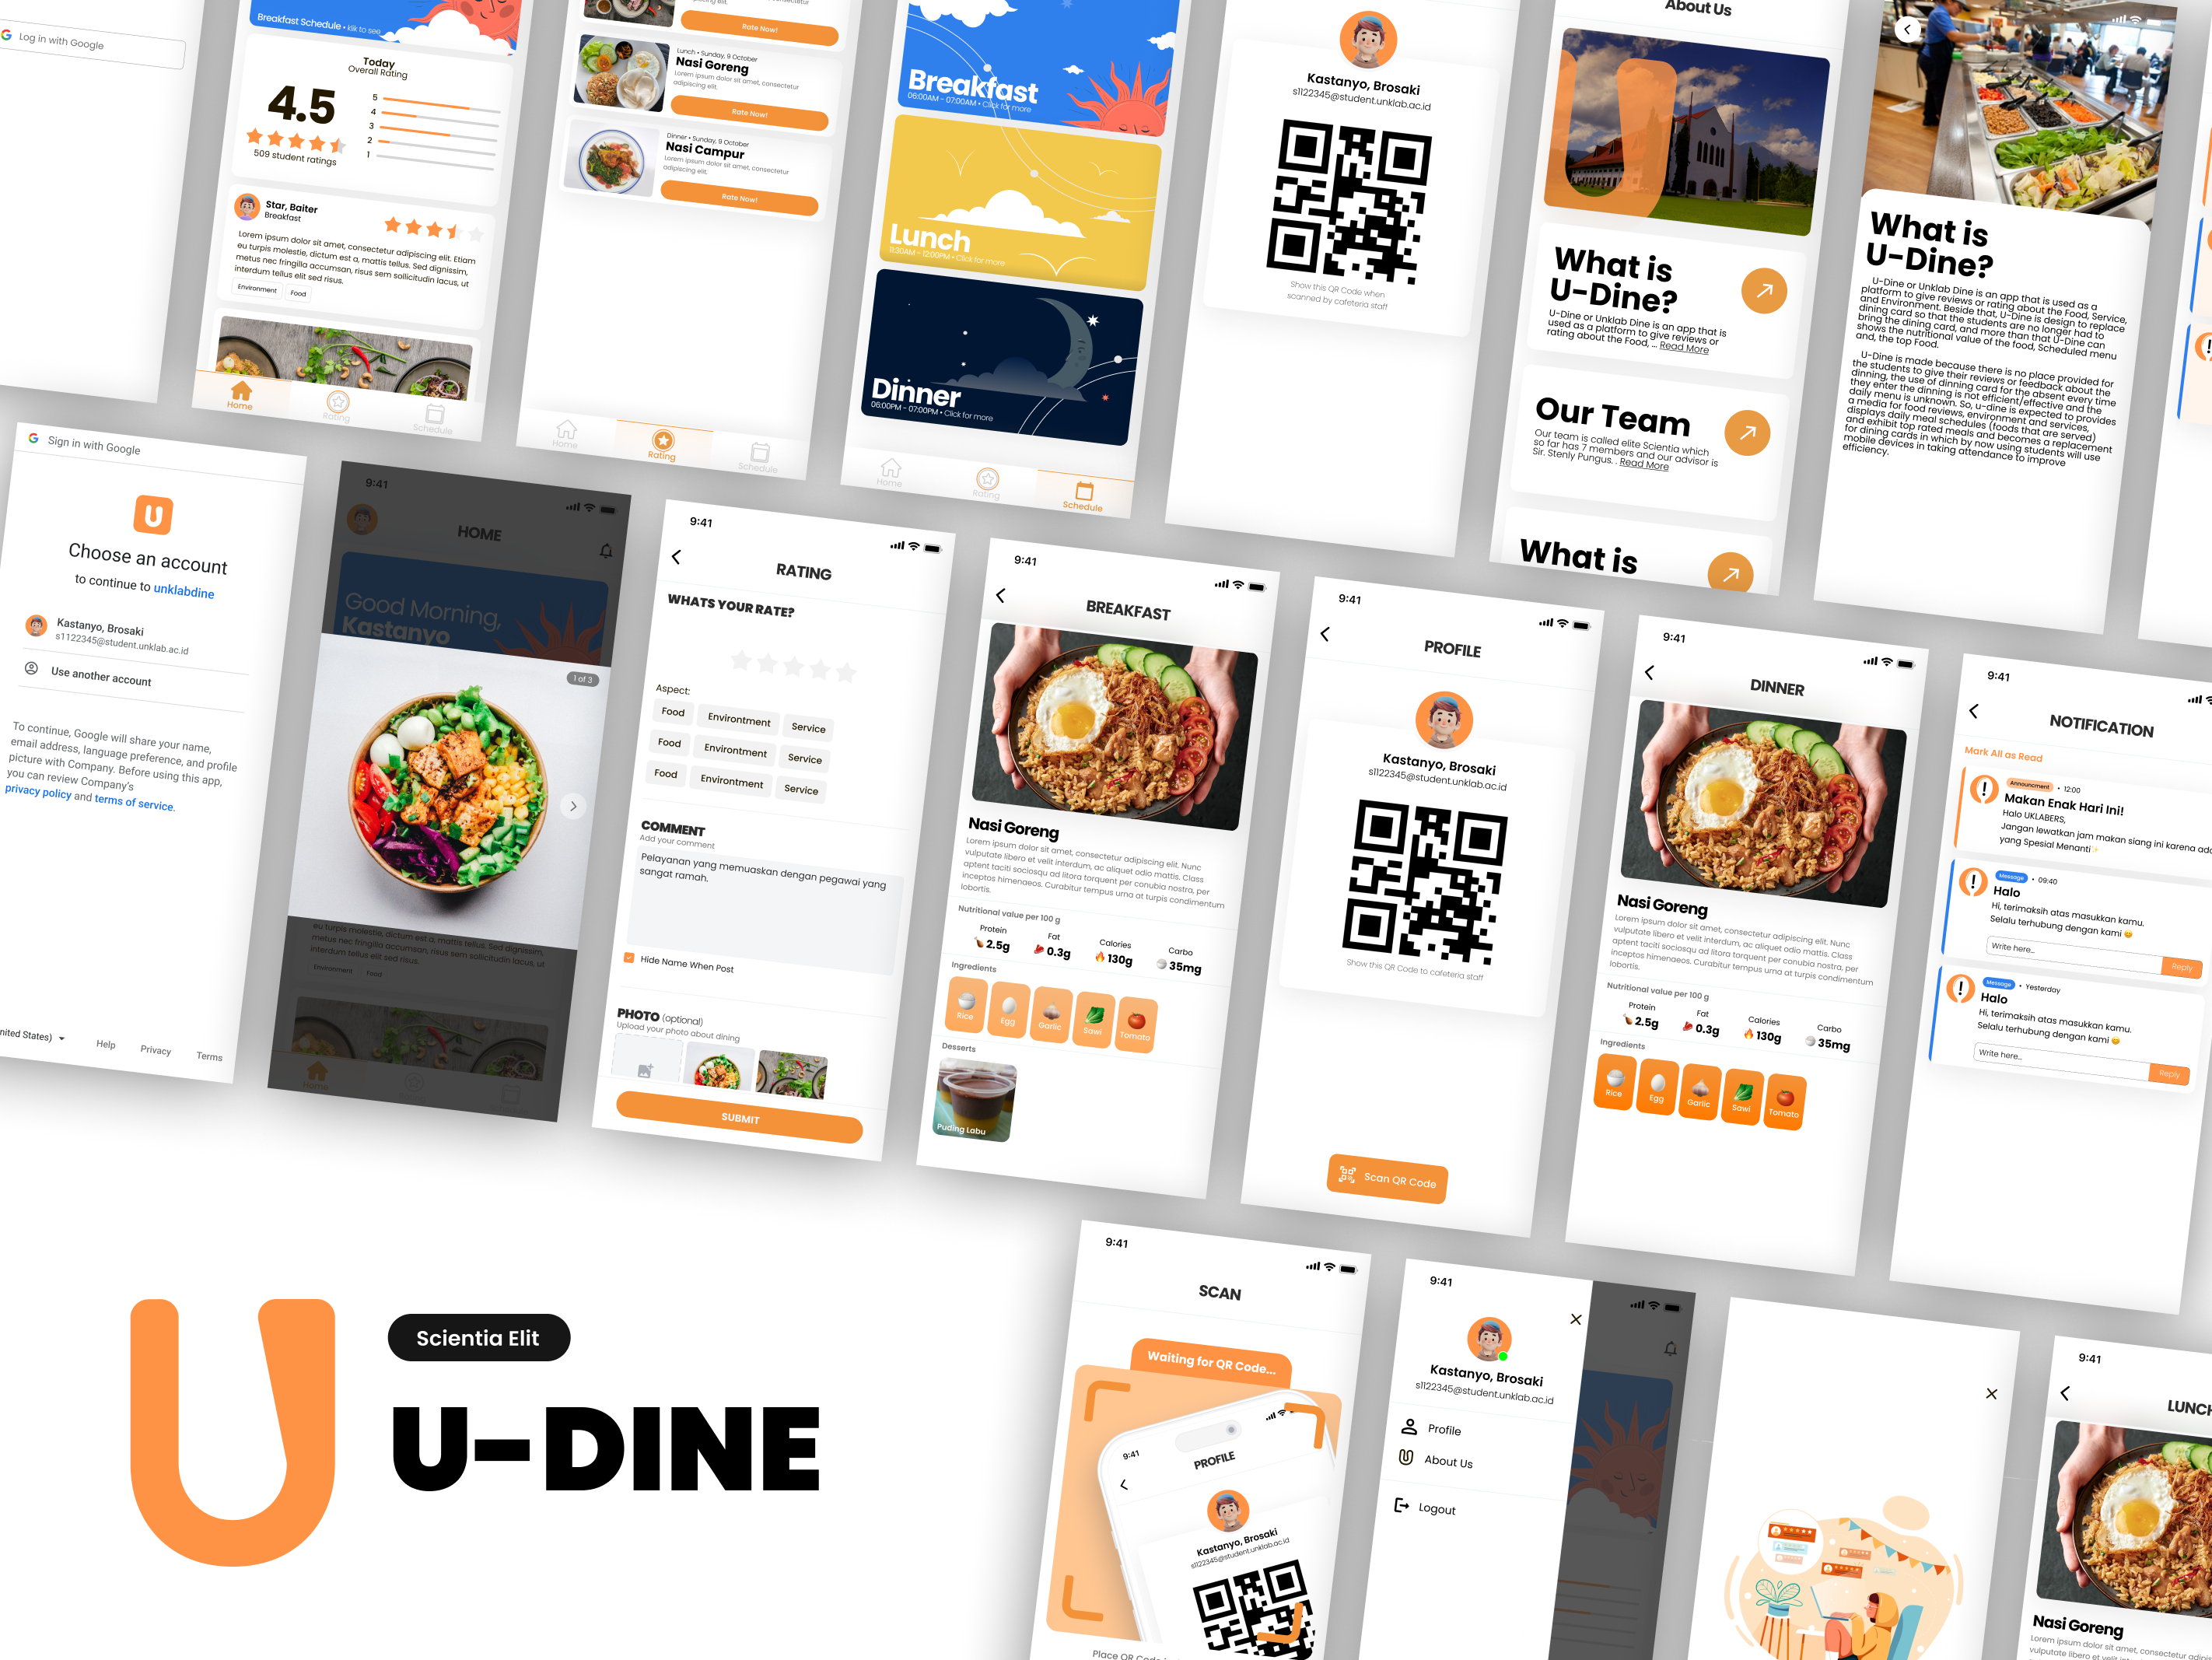 Log in with Google
Breakfast Schedule • klik to see
Today
Overall Rating
4.5
509 student ratings
5
4
3
2
1
Star, Baiter
Breakfast
Lorem ipsum dolor sit amet, consectetur adipiscing elit. Etiam
eu turpis molestie, dictum est a, mattis tellus. Sed dignissim,
metus nec fringilla accumsan, risus sem sollicitudin lacus, ut
interdum tellus elit sed risus.
Environment
Food
Home
Rating
Schedule
adipiscing elit.
Rate Now!
Lunch • Sunday, 9 October
Nasi Goreng
Lorem ipsum dolor sit amet, consectetur
adipiscing elit.
Rate Now!
Dinner • Sunday, 9 October
Nasi Campur
Lorem ipsum dolor sit amet, consectetur
adipiscing elit.
Rate Now!
Home
Rating
Schedule
Breakfast
06:00AM - 07:00AM • Click for more
Lunch
11:30AM - 12:00PM • Click for more
Dinner
06:00PM - 07:00PM • Click for more
Home
Rating
Schedule
Kastanyo, Brosaki
s1122345@student.unklab.ac.id
Show this QR Code when
scanned by cafeteria staff
About Us
What is
U-Dine?
U-Dine or Unklab Dine is an app that is
used as a platform to give reviews or
rating about the Food, ... Read More
Our Team
Our team is called elite Scientia which
so far has 7 members and our advisor is
Sir. Stenly Pungus. . Read More
What is
What is
U-Dine?
U-Dine or Unklab Dine is an app that is used as a
platform to give reviews or rating about the Food, Service,
and Environment. Beside that, U-Dine is design to replace
dining card so that the students are no longer had to
bring the dining card, and more than that U-Dine can
shows the nutritional value of the food, Scheduled menu
and, the top Food.
U-Dine is made because there is no place provided for
the students to give their reviews or feedback about the
dinning, the use of dinning card for the absent every time
they enter the dinning is not efficient/effective and the
daily menu is unknown. So, u-dine is expected to provides
a media for food reviews, environment and services,
displays daily meal schedules (foods that are served)
and exhibit top rated meals and becomes a replacement
for dining cards in which by now using students will use
mobile devices in taking attendance to improve
efficiency.
Sign in with Google
U
Choose an account
to continue to unklabdine
Kastanyo, Brosaki
s1122345@student.unklab.ac.id
Use another account
To continue, Google will share your name,
email address, language preference, and profile
picture with Company. Before using this app,
you can review Company's
privacy policy and terms of service.
nited States)
Help
Privacy
Terms
9:41
HOME
Good Morning,
Kastanyo
1 of 3
eu turpis molestie, dictum est a, mattis tellus. Sed dignissim,
metus nec fringilla accumsan, risus sem sollicitudin lacus, ut
interdum tellus elit sed risus.
Environment
Food
Home
9:41
RATING
WHATS YOUR RATE?
Aspect:
Food
Environtment
Service
Food
Environtment
Service
Food
Environtment
Service
COMMENT
Add your comment
Pelayanan yang memuaskan dengan pegawai yang
sangat ramah.
Hide Name When Post
PHOTO (optional)
Upload your photo about dining
SUBMIT
9:41
BREAKFAST
Nasi Goreng
Lorem ipsum dolor sit amet, consectetur adipiscing elit. Nunc
vulputate libero et velit interdum, ac aliquet odio mattis. Class
aptent taciti sociosqu ad litora torquent per conubia nostra, per
inceptos himenaeos. Curabitur tempus urna at turpis condimentum
lobortis.
Nutritional value per 100 g
Protein
2.5g
Fat
0.3g
Calories
130g
Carbo
35mg
Ingredients
Rice
Egg
Garlic
Sawi
Tomato
Desserts
Puding Labu
9:41
PROFILE
Kastanyo, Brosaki
s1122345@student.unklab.ac.id
Show this QR Code to cafeteria staff
Scan QR Code
9:41
DINNER
Nasi Goreng
Lorem ipsum dolor sit amet, consectetur adipiscing elit. Nunc
vulputate libero et velit interdum, ac aliquet odio mattis. Class
aptent taciti sociosqu ad litora torquent per conubia nostra, per
inceptos himenaeos. Curabitur tempus urna at turpis condimentum
lobortis.
Nutritional value per 100 g
Protein
2.5g
Fat
0.3g
Calories
130g
Carbo
35mg
Ingredients
Rice
Egg
Garlic
Sawi
Tomato
9:41
NOTIFICATION
Mark All as Read
Announcment • 12:00
Makan Enak Hari Ini!
Halo UKLABERS,
Jangan lewatkan jam makan siang ini karena ada
yang Spesial Menanti
Message • 09:40
Halo
Hi, terimaksih atas masukkan kamu.
Selalu terhubung dengan kami
Write here...
Reply
Message • Yesterday
Halo
Hi, terimaksih atas masukkan kamu.
Selalu terhubung dengan kami
Write here...
Reply
U
Scientia Elit
U-DINE
9:41
SCAN
Waiting for QR Code...
9:41
PROFILE
Kastanyo, Brosaki
s1122345@student.unklab.ac.id
Place QR Code
9:41
Kastanyo, Brosaki
s1122345@student.unklab.ac.id
Profile
About Us
Logout
9:41
LUNCH
Nasi Goreng
Lorem ipsum dolor sit amet, consectetur adipiscing
vulputate libero et velit interdum, ac aliquet